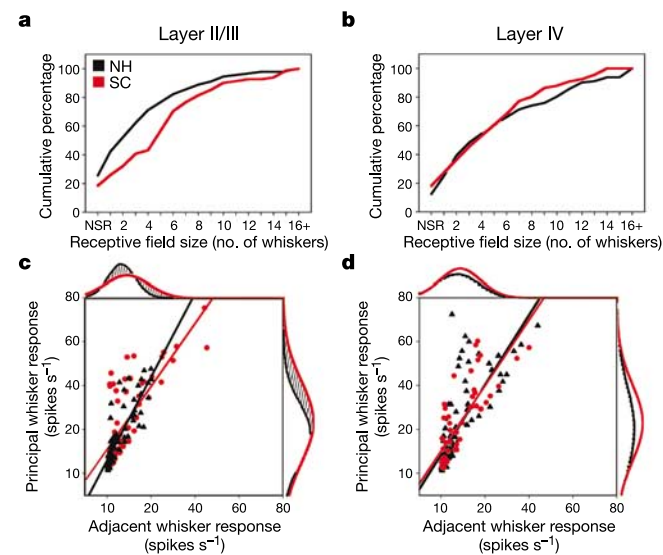 a
Layer II/III
NH
SC
100
80
60
40
20
0
Cumulative percentage
NSR 2 4 6 8 10 12 14 16+
Receptive field size (no. of whiskers)
b
Layer IV
100
80
60
40
20
0
Cumulative percentage
NSR 2 4 6 8 10 12 14 16+
Receptive field size (no. of whiskers)
c
80
60
40
20
10
Principal whisker response
(spikes s⁻¹)
10 20 40 60 80
Adjacent whisker response
(spikes s⁻¹)
d
80
60
40
20
10
Principal whisker response
(spikes s⁻¹)
10 20 40 60 80
Adjacent whisker response
(spikes s⁻¹)